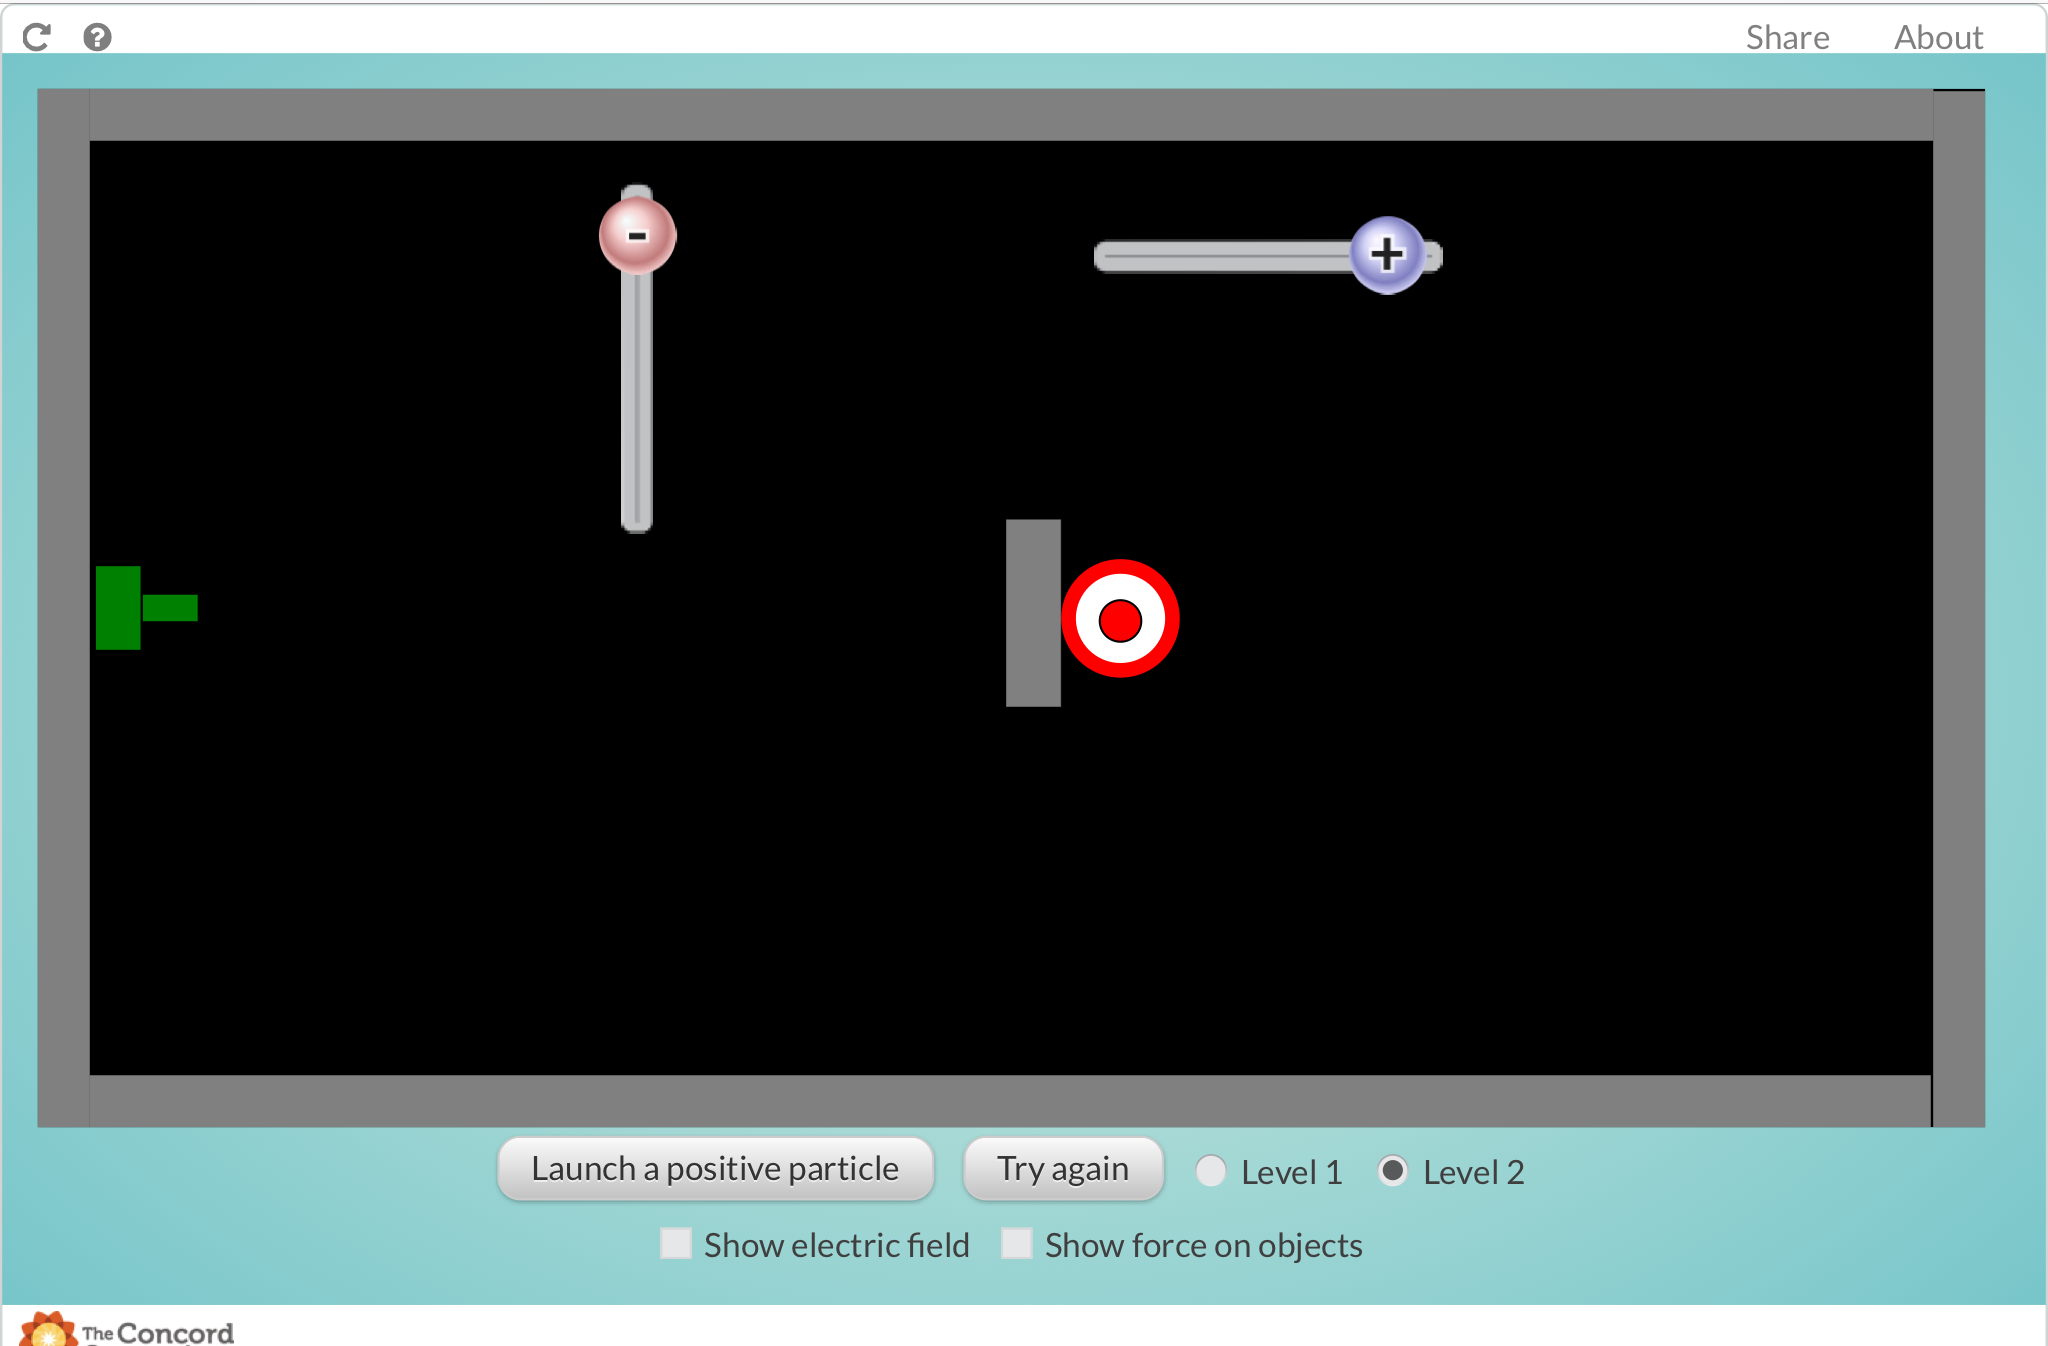 Share About
-
+
Launch a positive particle Try again Level 1 Level 2
Show electric field Show force on objects
The Concord